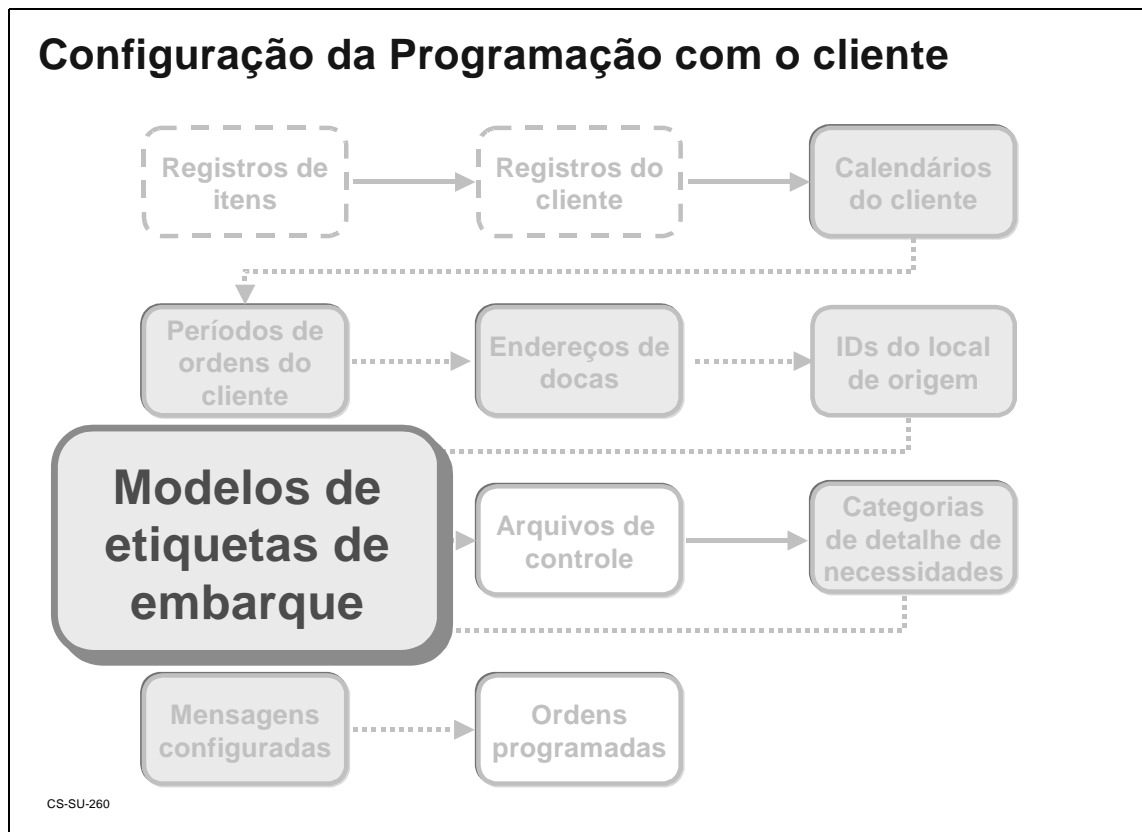 Configuração da Programação com o cliente
Registros de
itens
Registros do
cliente
Calendários
do cliente
Períodos de
ordens do
cliente
Endereços de
docas
IDs do local
de origem
Modelos de
etiquetas de
embarque
Arquivos de
controle
Categorias
de detalhe de
necessidades
Mensagens
configuradas
Ordens
programadas
CS-SU-260